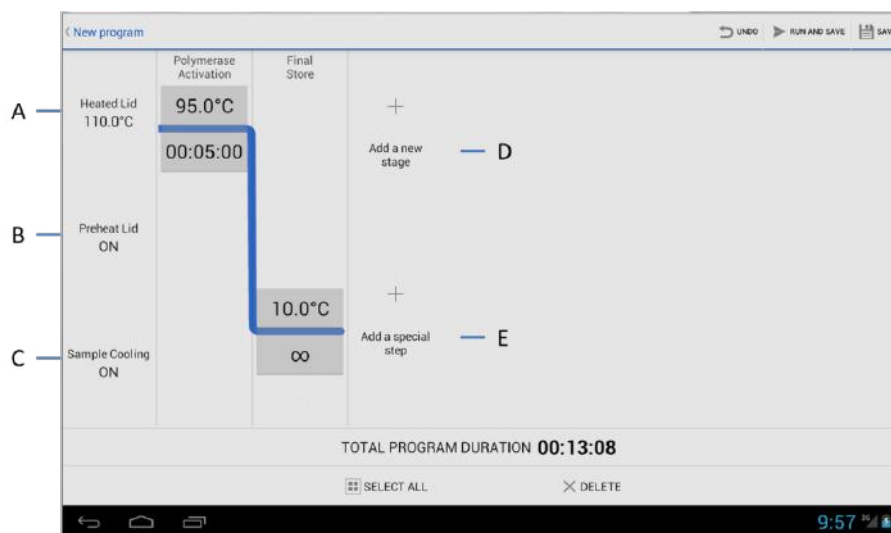 New program
UNDO
RUN AND SAVE
SAV
Polymerase
Activation
Final
Store
A
Heated Lid
110.0°C
95.0°C
00:05:00
Add a new
stage
D
B
Preheat Lid
ON
10.0°C
∞
Add a special
step
E
C
Sample Cooling
ON
TOTAL PROGRAM DURATION 00:13:08
SELECT ALL
DELETE
9:57